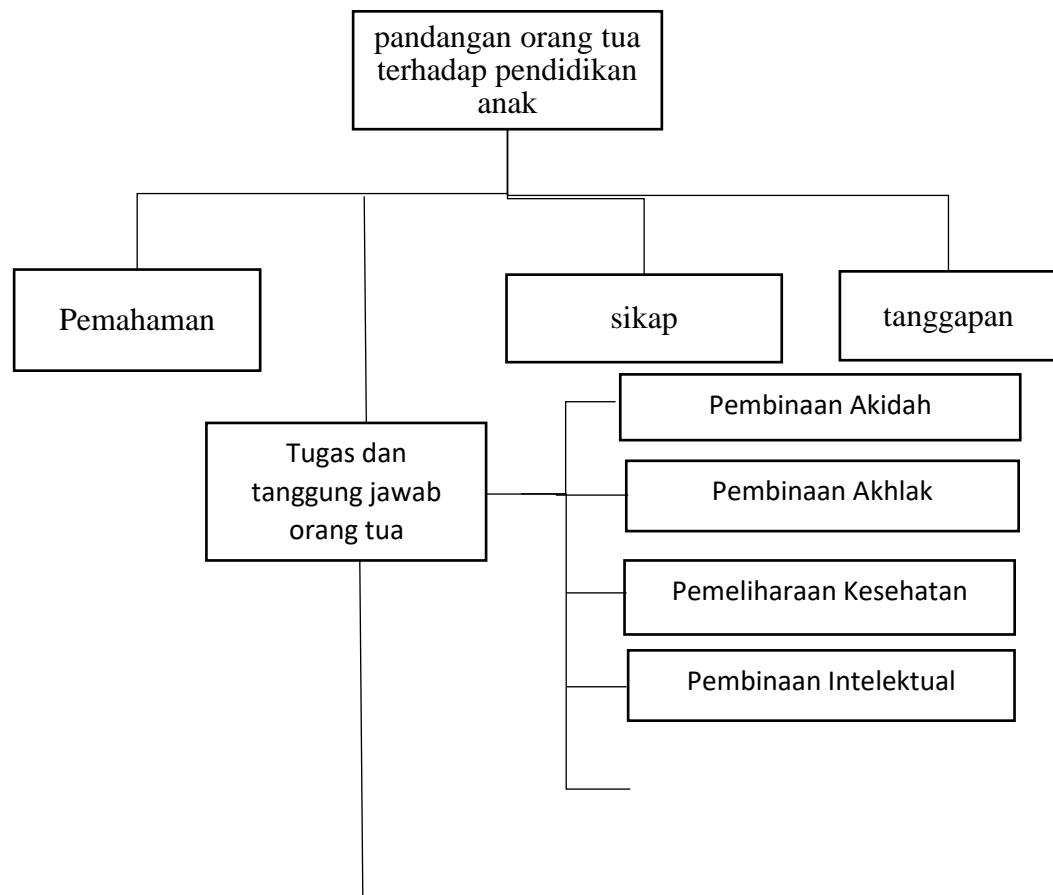 pandangan orang tua
terhadap pendidikan
anak
Pemahaman
sikap
tanggapan
Tugas dan
tanggung jawab
orang tua
Pembinaan Akidah
Pembinaan Akhlak
Pemeliharaan Kesehatan
Pembinaan Intelektual